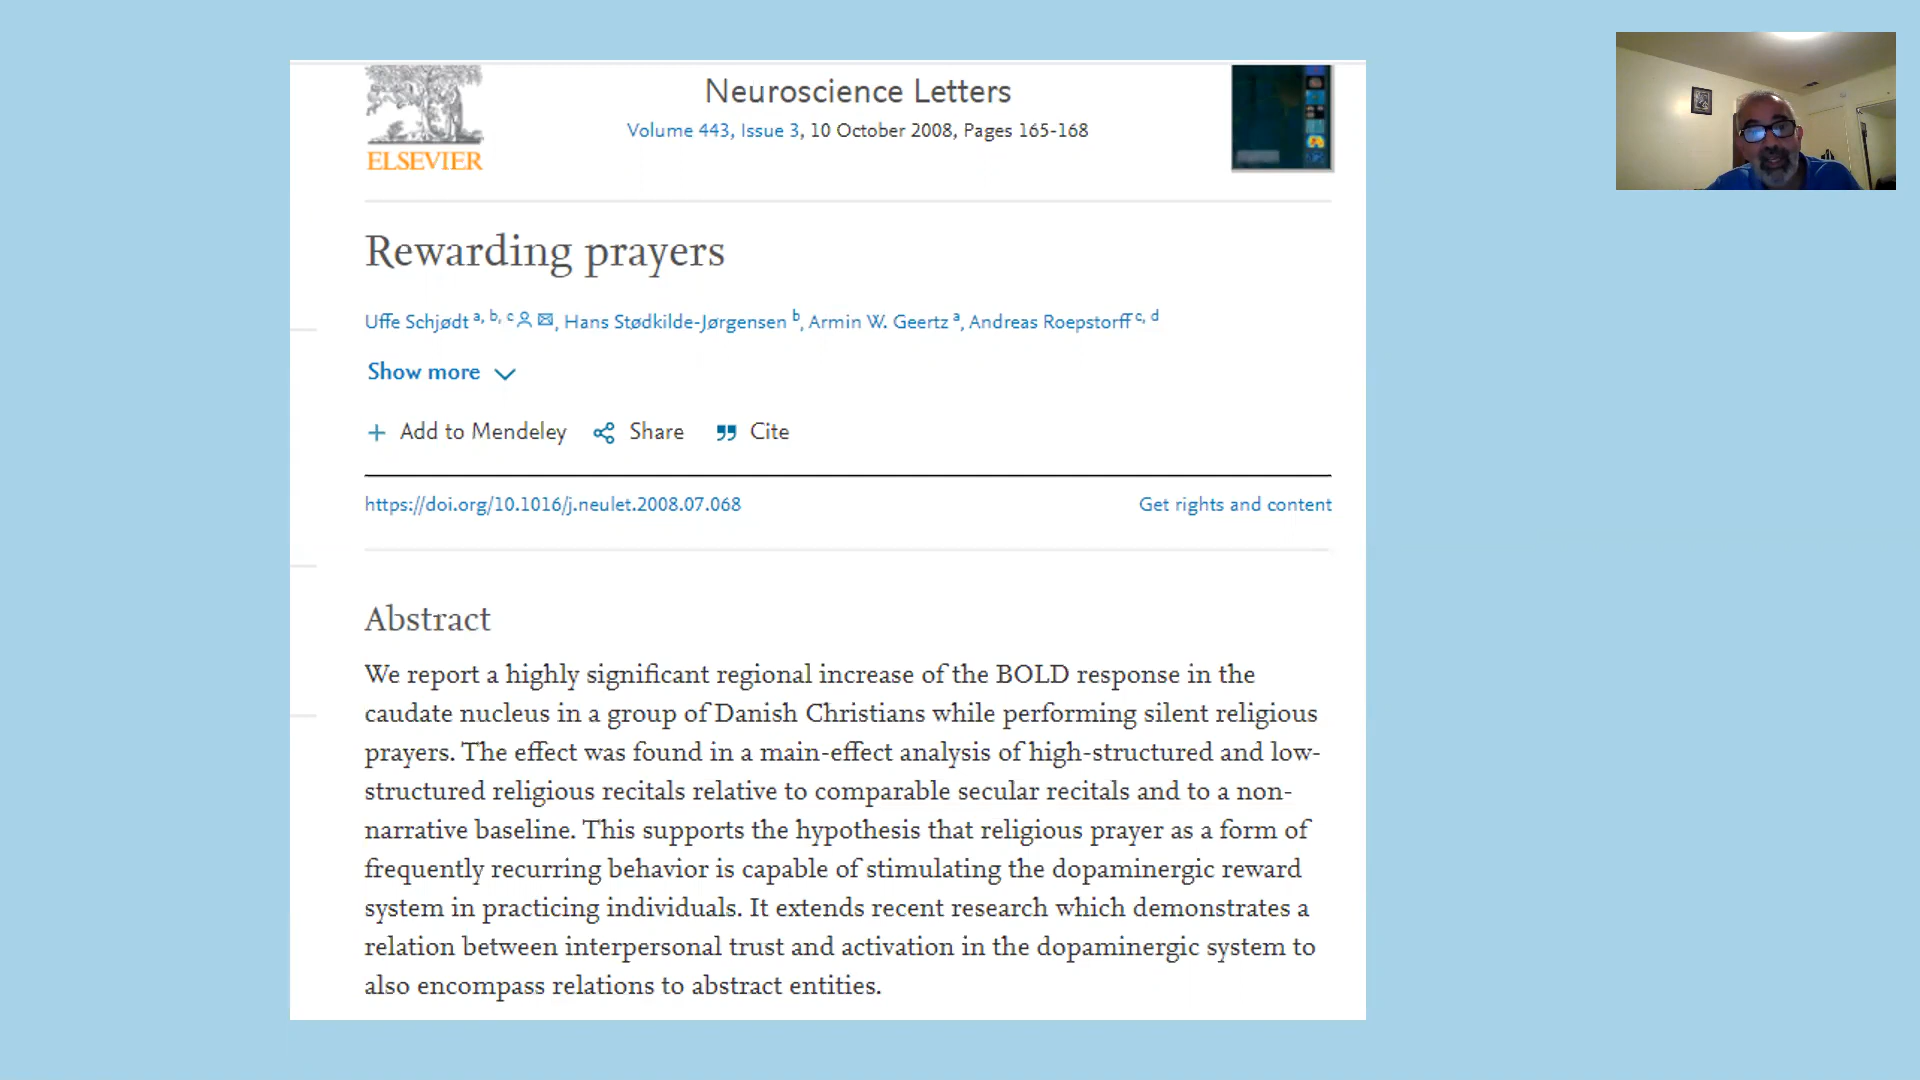 ELSEVIER
Neuroscience Letters
Volume 443, Issue 3, 10 October 2008, Pages 165-168
Rewarding prayers
Uffe Schjødt a, b, c, Hans Stødkilde-Jørgensen b, Armin W. Geertz a, Andreas Roepstorff c, d
Show more
+ Add to Mendeley Share Cite
https://doi.org/10.1016/j.neulet.2008.07.068 Get rights and content
Abstract
We report a highly significant regional increase of the BOLD response in the
caudate nucleus in a group of Danish Christians while performing silent religious
prayers. The effect was found in a main-effect analysis of high-structured and low-
structured religious recitals relative to comparable secular recitals and to a non-
narrative baseline. This supports the hypothesis that religious prayer as a form of
frequently recurring behavior is capable of stimulating the dopaminergic reward
system in practicing individuals. It extends recent research which demonstrates a
relation between interpersonal trust and activation in the dopaminergic system to
also encompass relations to abstract entities.